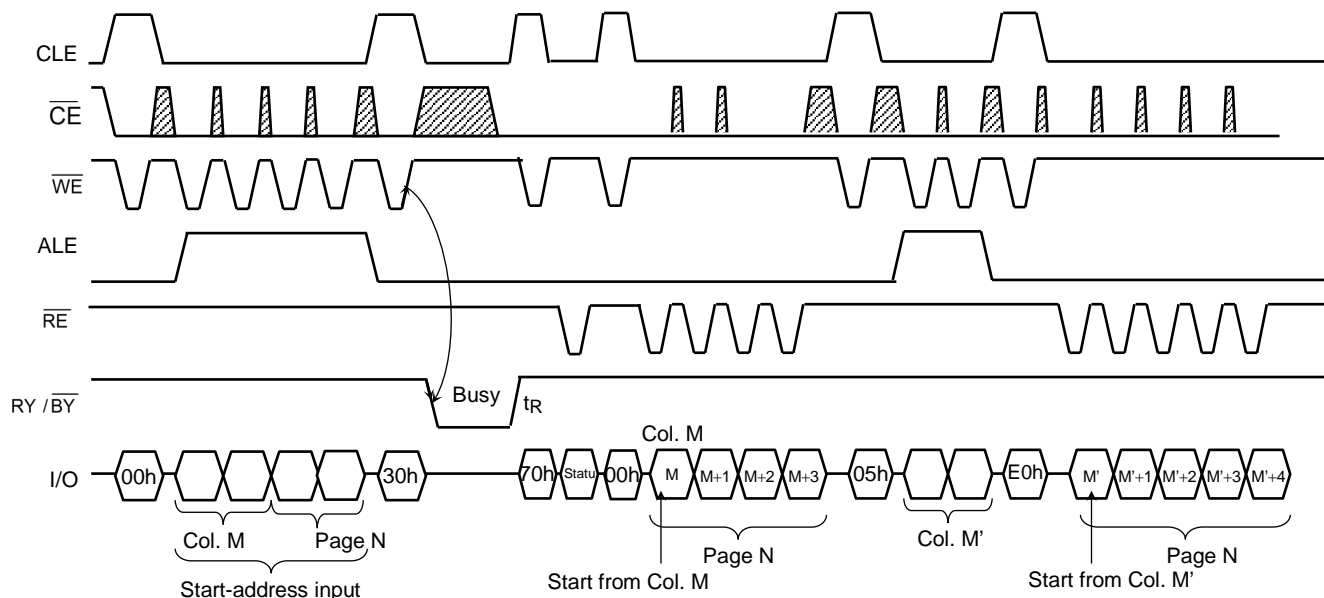 CLE
CE
WE
ALE
RE
RY / BY
Busy
tR
Col. M
I/O
00h
30h
70h
Statu
00h
M
M+1
M+2
M+3
05h
E0h
M'
M'+1
M'+2
M'+3
M'+4
Col. M
Page N
Page N
Col. M'
Page N
Start-address input
Start from Col. M
Start from Col. M'